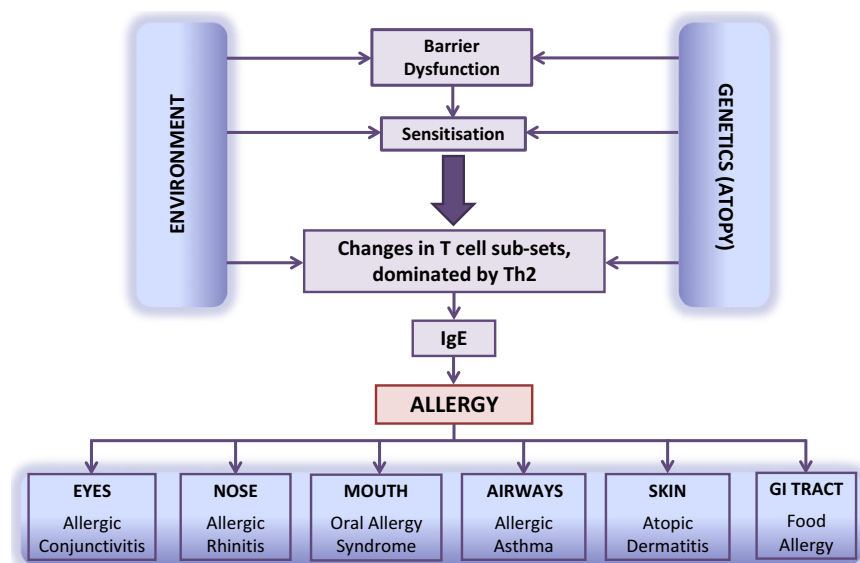 Barrier
Dysfunction
ENVIRONMENT
GENETICS (ATOPY)
Sensitisation
Changes in T cell sub-sets,
dominated by Th2
IgE
ALLERGY
EYES
Allergic
Conjunctivitis
NOSE
Allergic
Rhinitis
MOUTH
Oral Allergy
Syndrome
AIRWAYS
Allergic
Asthma
SKIN
Atopic
Dermatitis
GI TRACT
Food
Allergy